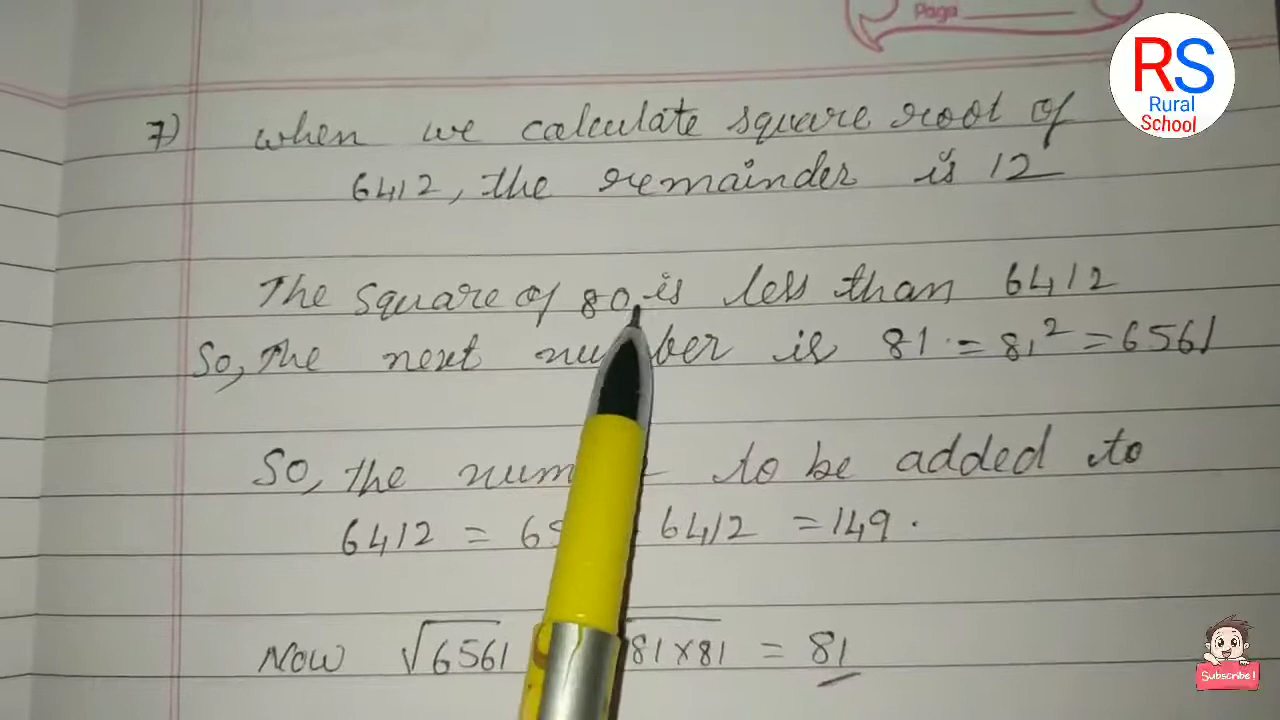 Page
RS
Rural
School
7) when we calculate square root of
6412, the remainder is 12
The square of 80 is less than 6412
So, the next number is 81 = 81² = 6561
So, the num to be added to
6412 = 6412 = 149.
Now √6561 81×81 = 81
Subscribe!